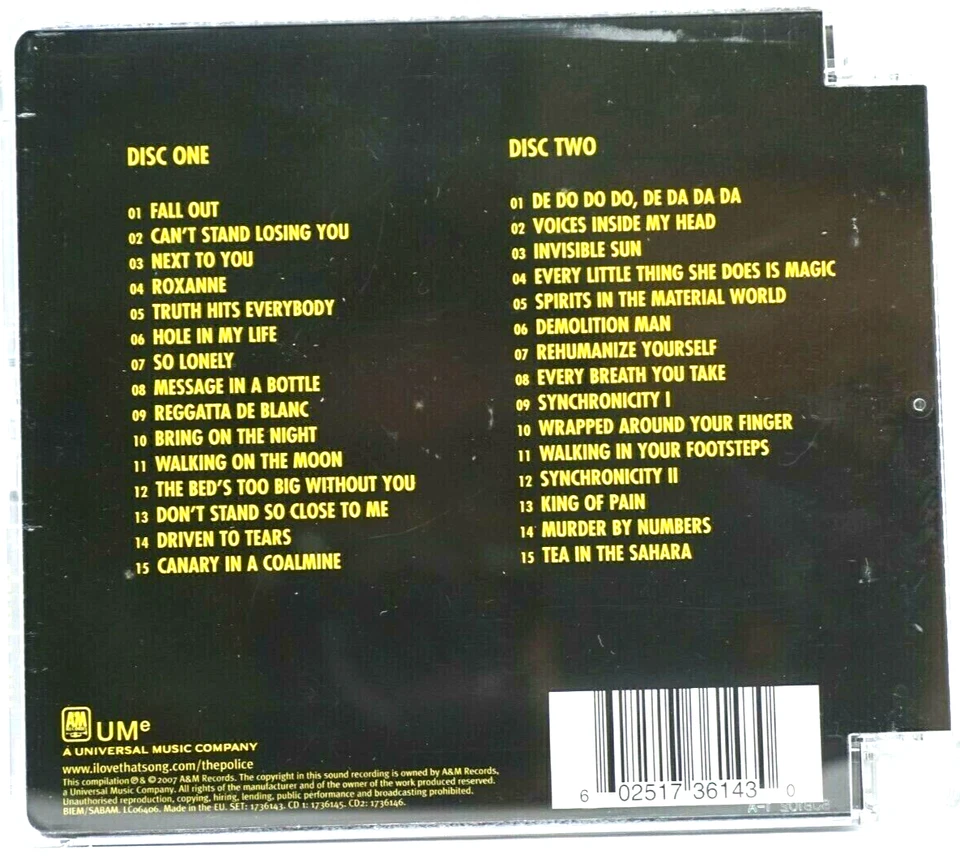 DISC ONE
01 FALL OUT
02 CAN'T STAND LOSING YOU
03 NEXT TO YOU
04 ROXANNE
05 TRUTH HITS EVERYBODY
06 HOLE IN MY LIFE
07 SO LONELY
08 MESSAGE IN A BOTTLE
09 REGGATTA DE BLANC
10 BRING ON THE NIGHT
11 WALKING ON THE MOON
12 THE BED'S TOO BIG WITHOUT YOU
13 DON'T STAND SO CLOSE TO ME
14 DRIVEN TO TEARS
15 CANARY IN A COALMINE
DISC TWO
01 DE DO DO DO, DE DA DA DA
02 VOICES INSIDE MY HEAD
03 INVISIBLE SUN
04 EVERY LITTLE THING SHE DOES IS MAGIC
05 SPIRITS IN THE MATERIAL WORLD
06 DEMOLITION MAN
07 REHUMANIZE YOURSELF
08 EVERY BREATH YOU TAKE
09 SYNCHRONICITY I
10 WRAPPED AROUND YOUR FINGER
11 WALKING IN YOUR FOOTSTEPS
12 SYNCHRONICITY II
13 KING OF PAIN
14 MURDER BY NUMBERS
15 TEA IN THE SAHARA
A&M UMe
A UNIVERSAL MUSIC COMPANY
www.ilovethatsong.com/thepolice
This compilation ℗ & © 2007 A&M Records. The copyright in this sound recording is owned by A&M Records,
a Universal Music Company. All rights of the manufacturer and of the owner of the work produced reserved.
Unauthorised reproduction, copying, hiring, lending, public performance and broadcasting prohibited.
BIEM/SABAM. LC06406. Made in the EU. SET: 1736143. CD 1: 1736145. CD2: 1736146.
6 02517 36143 0